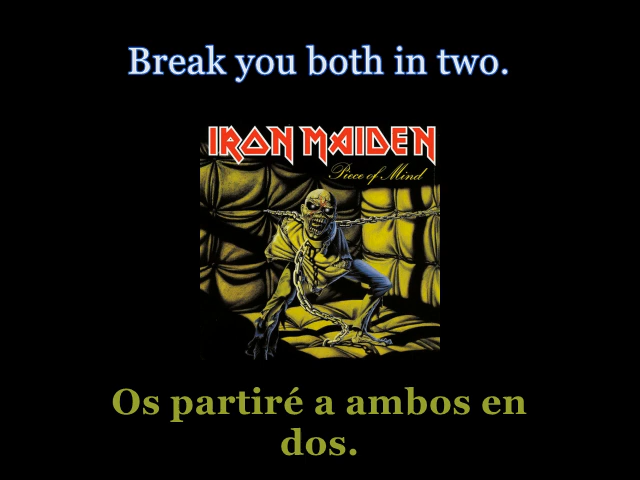 Break you both in two.
IRON MAIDEN
Piece of Mind
Os partiré a ambos en
dos.